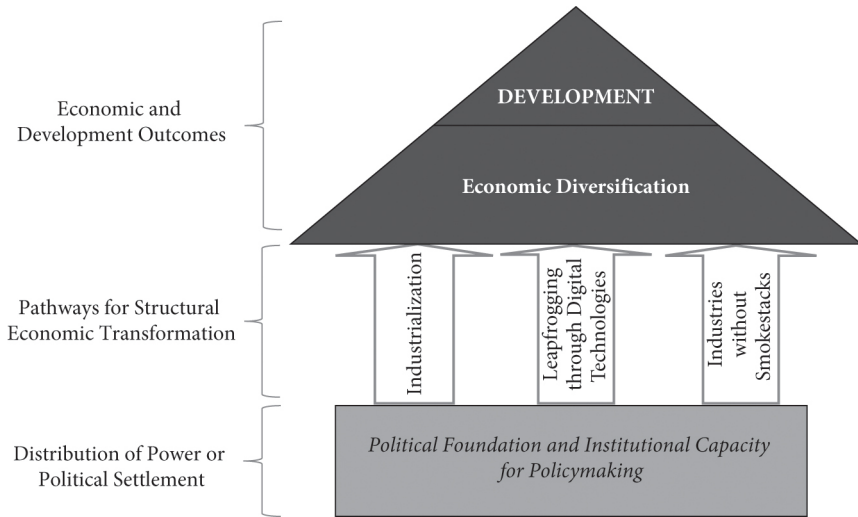 Economic and
Development Outcomes
DEVELOPMENT
Economic Diversification
Pathways for Structural
Economic Transformation
Industrialization
Leapfrogging
through Digital
Technologies
Industries
without
Smokestacks
Distribution of Power or
Political Settlement
Political Foundation and Institutional Capacity
for Policymaking